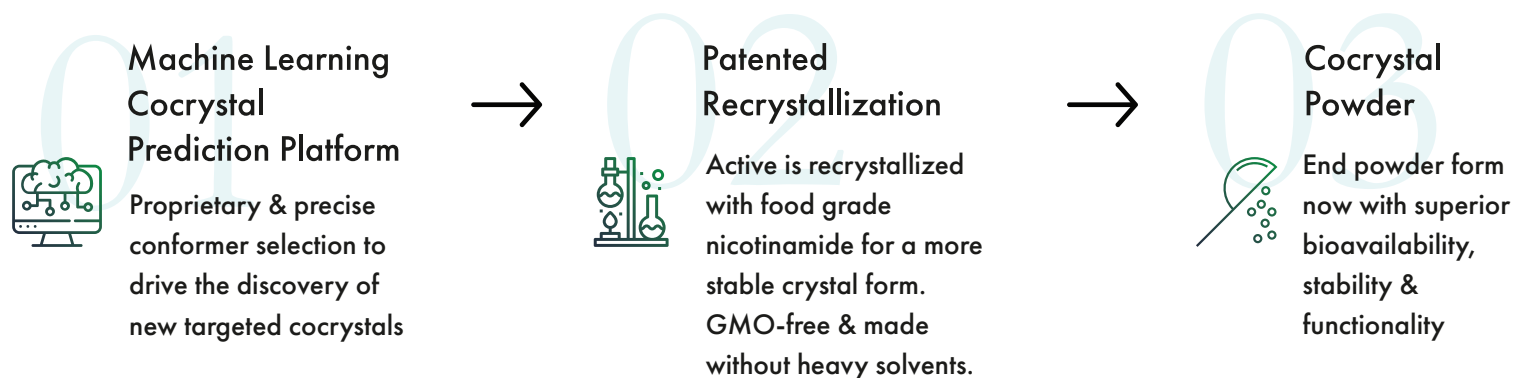 01
Machine Learning
Cocrystal
Prediction Platform
Proprietary & precise
conformer selection to
drive the discovery of
new targeted cocrystals
02
Patented
Recrystallization
Active is recrystallized
with food grade
nicotinamide for a more
stable crystal form.
GMO-free & made
without heavy solvents.
03
Cocrystal
Powder
End powder form
now with superior
bioavailability,
stability &
functionality